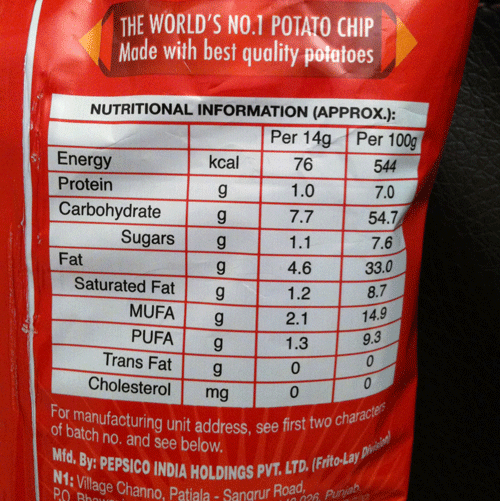 THE WORLD'S NO.1 POTATO CHIP
Made with best quality potatoes
NUTRITIONAL INFORMATION (APPROX.):
Per 14g Per 100g
Energy kcal 76 544
Protein g 1.0 7.0
Carbohydrate g 7.7 54.7
Sugars g 1.1 7.6
Fat g 4.6 33.0
Saturated Fat g 1.2 8.7
MUFA g 2.1 14.9
PUFA g 1.3 9.3
Trans Fat g 0 0
Cholesterol mg 0 0
For manufacturing unit address, see first two characters
of batch no. and see below.
Mfd. By: PEPSICO INDIA HOLDINGS PVT. LTD. (Frito-Lay Division)
N1: Village Channo, Patiala - Sangrur Road,
P.O. Punjab